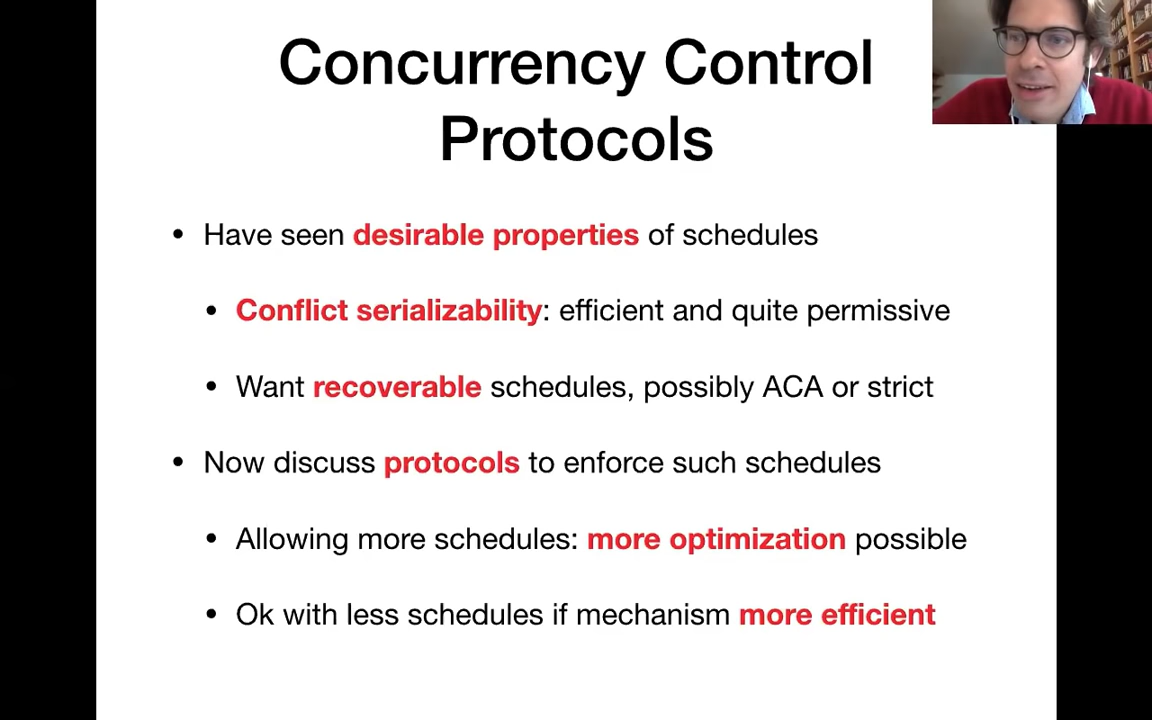 Concurrency Control
Protocols
• Have seen desirable properties of schedules
• Conflict serializability: efficient and quite permissive
• Want recoverable schedules, possibly ACA or strict
• Now discuss protocols to enforce such schedules
• Allowing more schedules: more optimization possible
• Ok with less schedules if mechanism more efficient